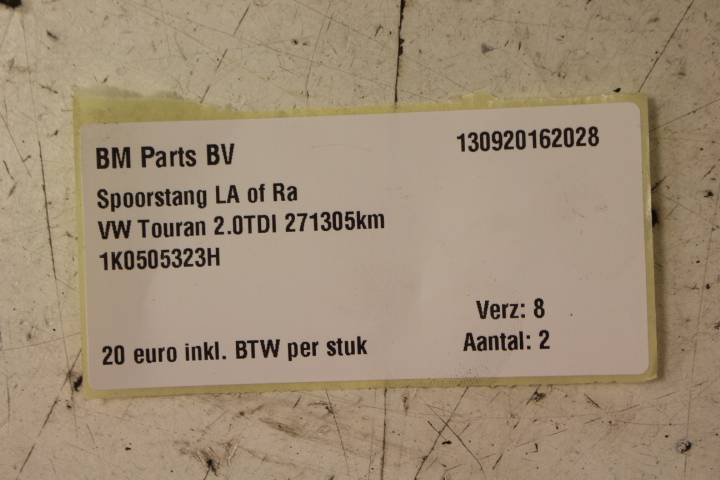 BM Parts BV
130920162028
Spoorstang LA of Ra
VW Touran 2.0TDI 271305km
1K0505323H
Verz: 8
20 euro inkl. BTW per stuk
Aantal: 2